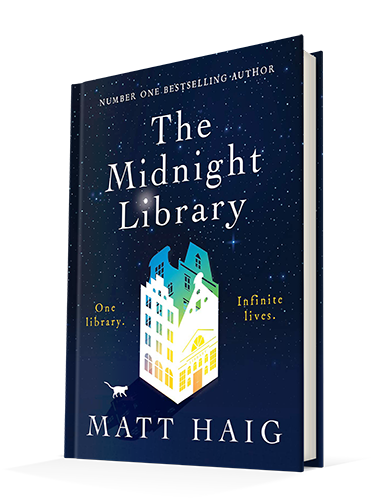 NUMBER ONE BESTSELLING AUTHOR
The
Midnight
Library
One
library.
Infinite
lives.
MATT HAIG